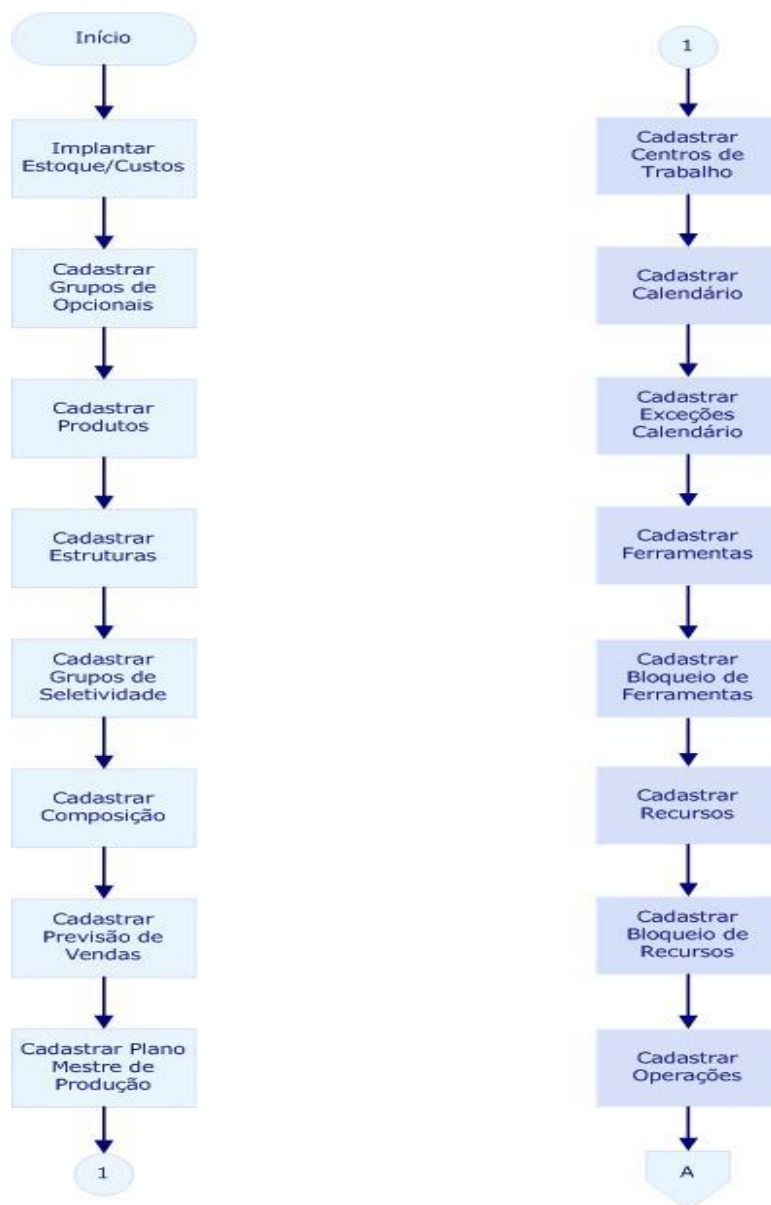 Início
Implantar
Estoque/Custos
Cadastrar
Grupos de
Opcionais
Cadastrar
Produtos
Cadastrar
Estruturas
Cadastrar
Grupos de
Seletividade
Cadastrar
Composição
Cadastrar
Previsão de
Vendas
Cadastrar Plano
Mestre de
Produção
1
1
Cadastrar
Centros de
Trabalho
Cadastrar
Calendário
Cadastrar
Exceções
Calendário
Cadastrar
Ferramentas
Cadastrar
Bloqueio de
Ferramentas
Cadastrar
Recursos
Cadastrar
Bloqueio de
Recursos
Cadastrar
Operações
A